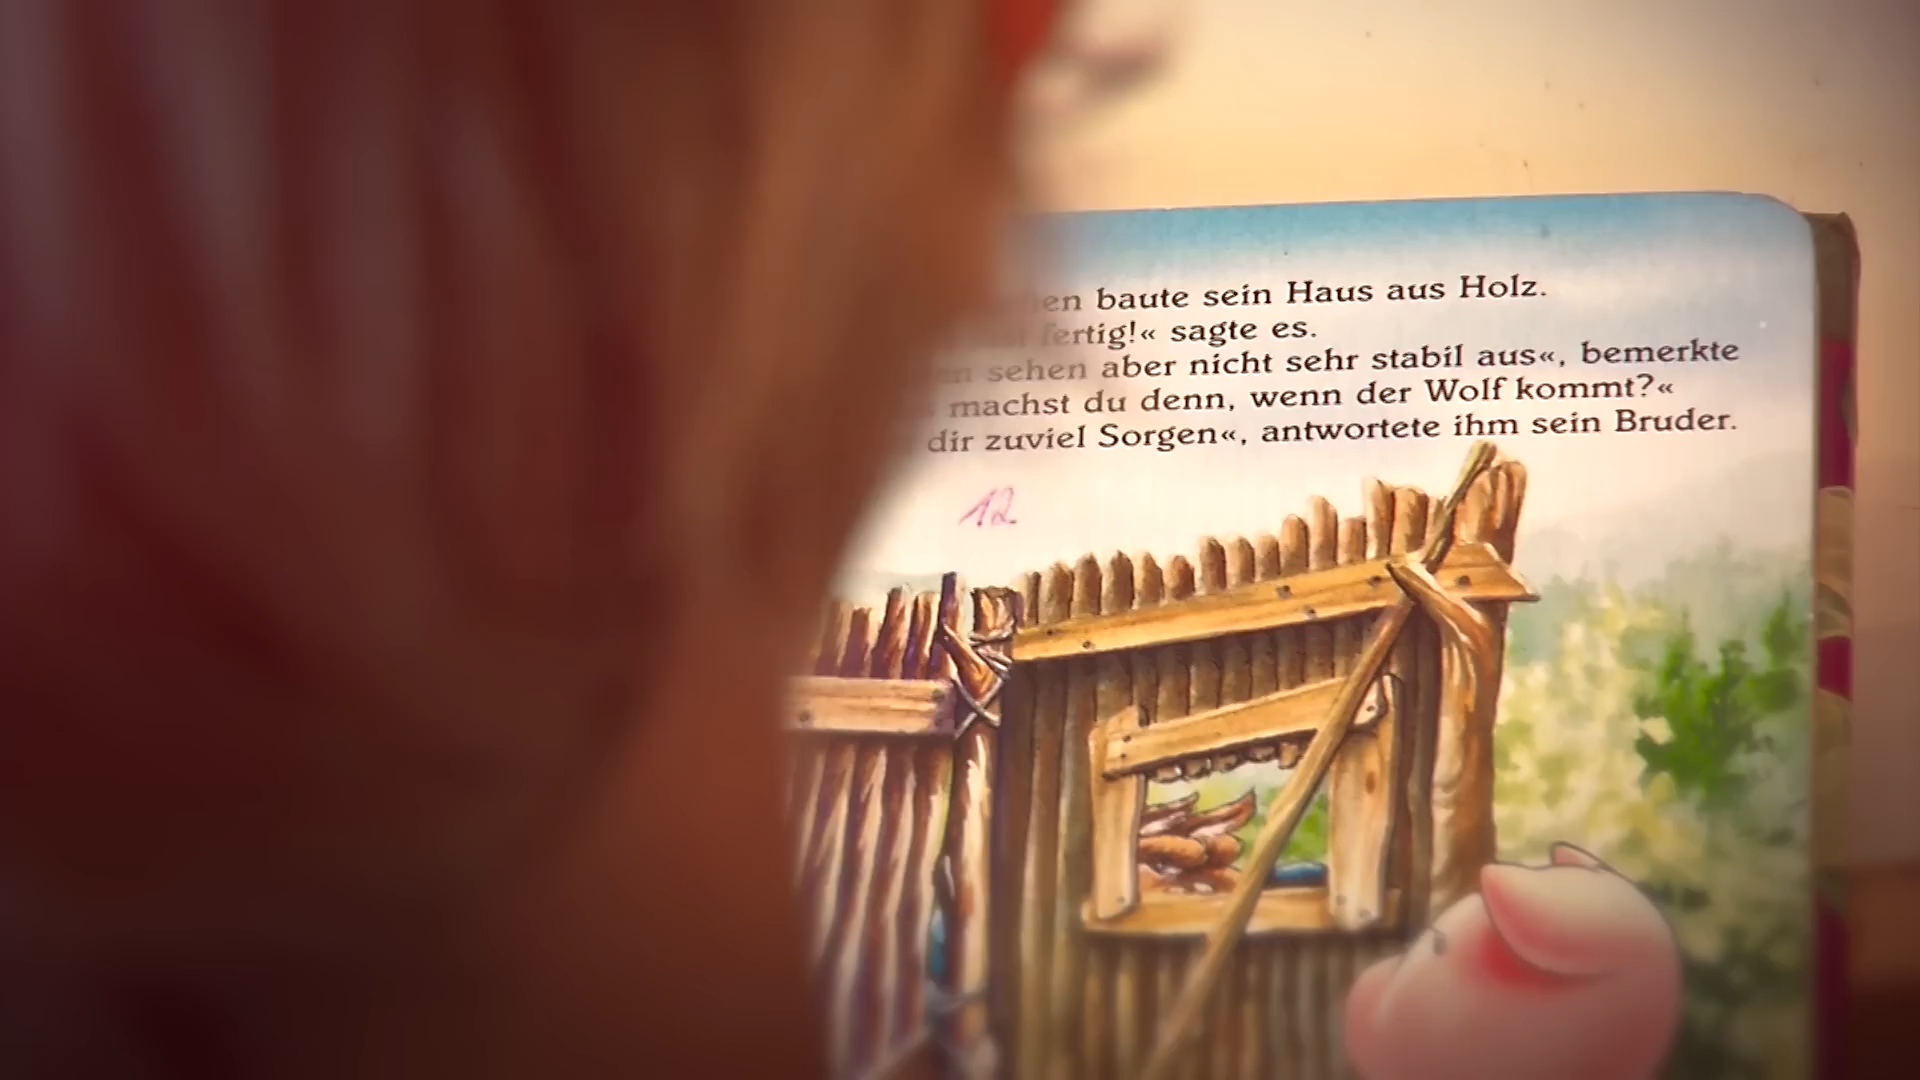 en baute sein Haus aus Holz.
fertig!« sagte es.
sehen aber nicht sehr stabil aus«, bemerkte
machst du denn, wenn der Wolf kommt?«
dir zuviel Sorgen«, antwortete ihm sein Bruder.
12